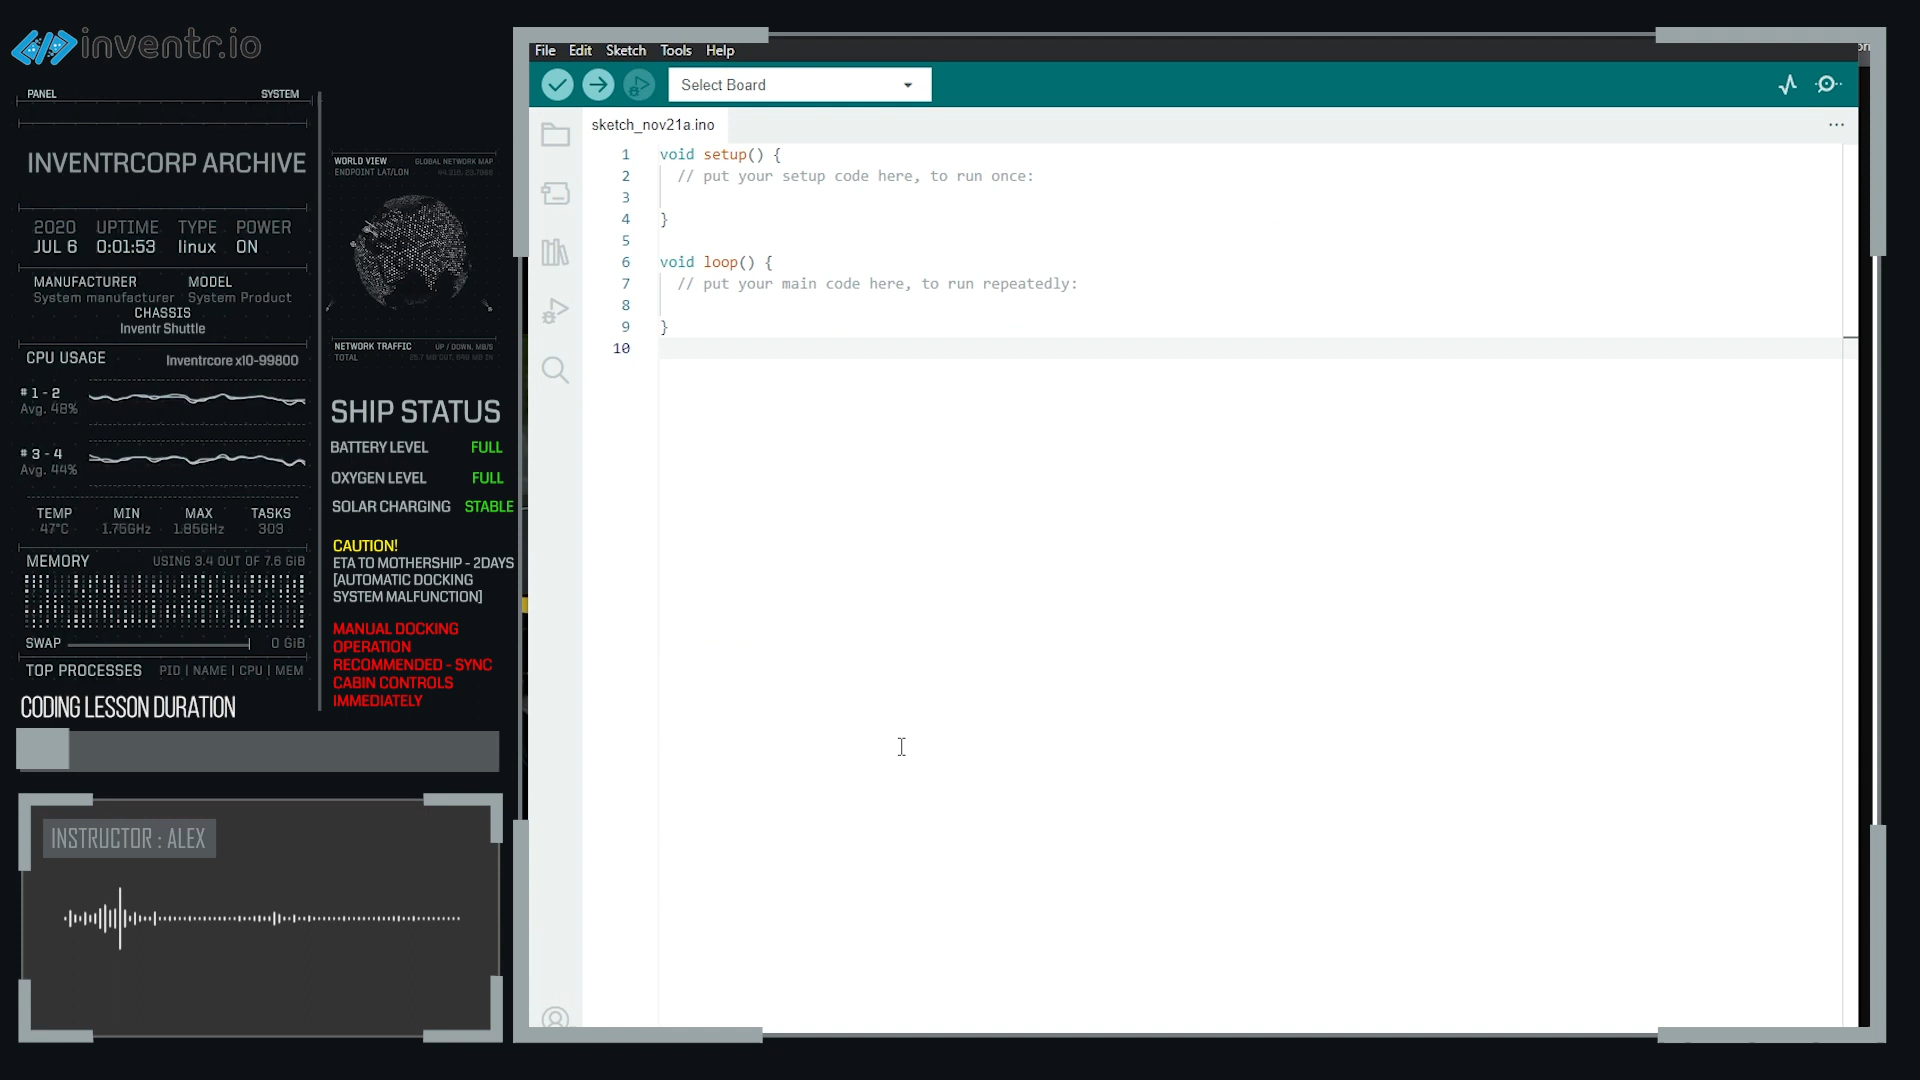 inventr.io
PANEL SYSTEM
INVENTRCORP ARCHIVE
2020 UPTIME TYPE POWER
JUL 6 0:01:53 linux ON
MANUFACTURER MODEL
System manufacturer System Product
CHASSIS
Inventr Shuttle
CPU USAGE Inventrcore x10-99800
# 1 - 2
Avg. 48%
# 3 - 4
Avg. 44%
TEMP MIN MAX TASKS
47°C 1.75GHz 1.85GHz 303
MEMORY USING 3.4 OUT OF 7.6 GiB
SWAP 0 GiB
TOP PROCESSES PID | NAME | CPU | MEM
CODING LESSON DURATION
INSTRUCTOR : ALEX
WORLD VIEW GLOBAL NETWORK MAP
ENDPOINT LAT/LON
NETWORK TRAFFIC UP / DOWN, MB/S
TOTAL
SHIP STATUS
BATTERY LEVEL FULL
OXYGEN LEVEL FULL
SOLAR CHARGING STABLE
CAUTION!
ETA TO MOTHERSHIP - 2DAYS
[AUTOMATIC DOCKING
SYSTEM MALFUNCTION]
MANUAL DOCKING
OPERATION
RECOMMENDED - SYNC
CABIN CONTROLS
IMMEDIATELY
File Edit Sketch Tools Help
Select Board
sketch_nov21a.ino
1 void setup() {
2 // put your setup code here, to run once:
3
4 }
5
6 void loop() {
7 // put your main code here, to run repeatedly:
8
9 }
10